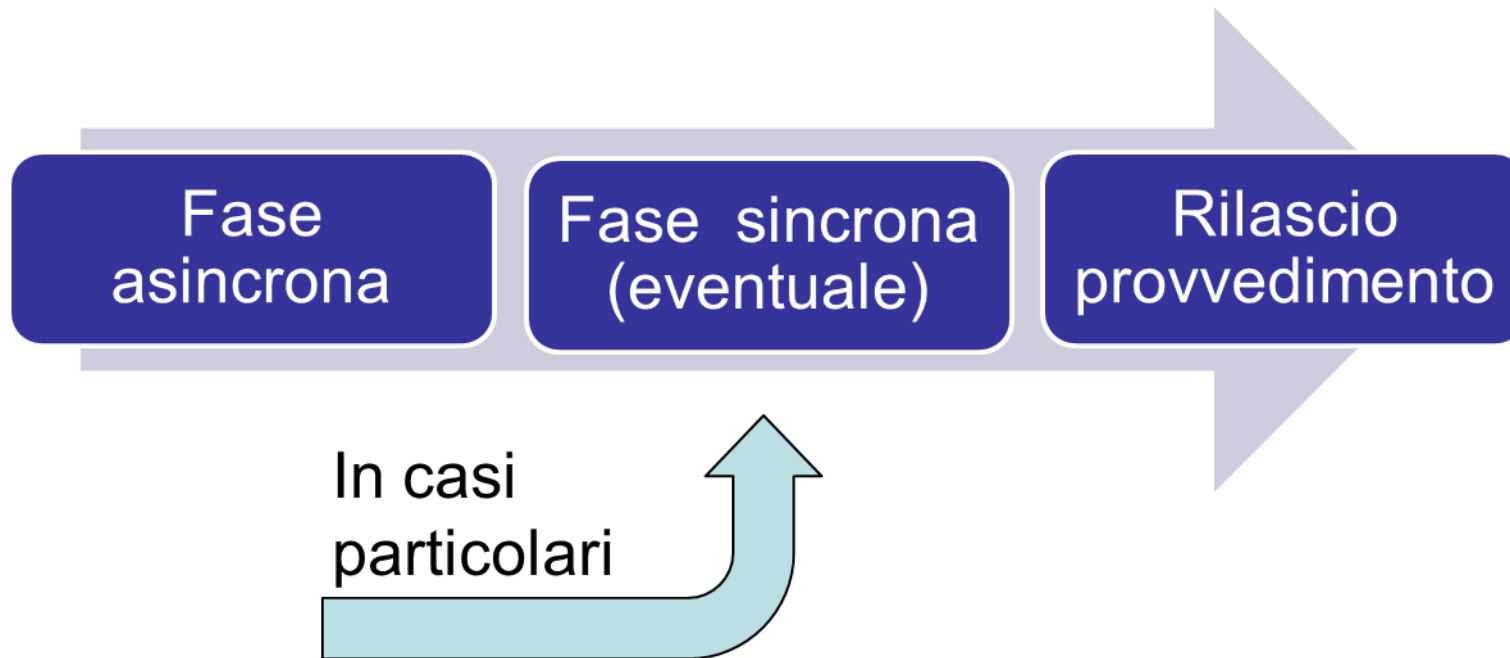 Fase
asincrona
Fase sincrona
(eventuale)
Rilascio
provvedimento
In casi
particolari